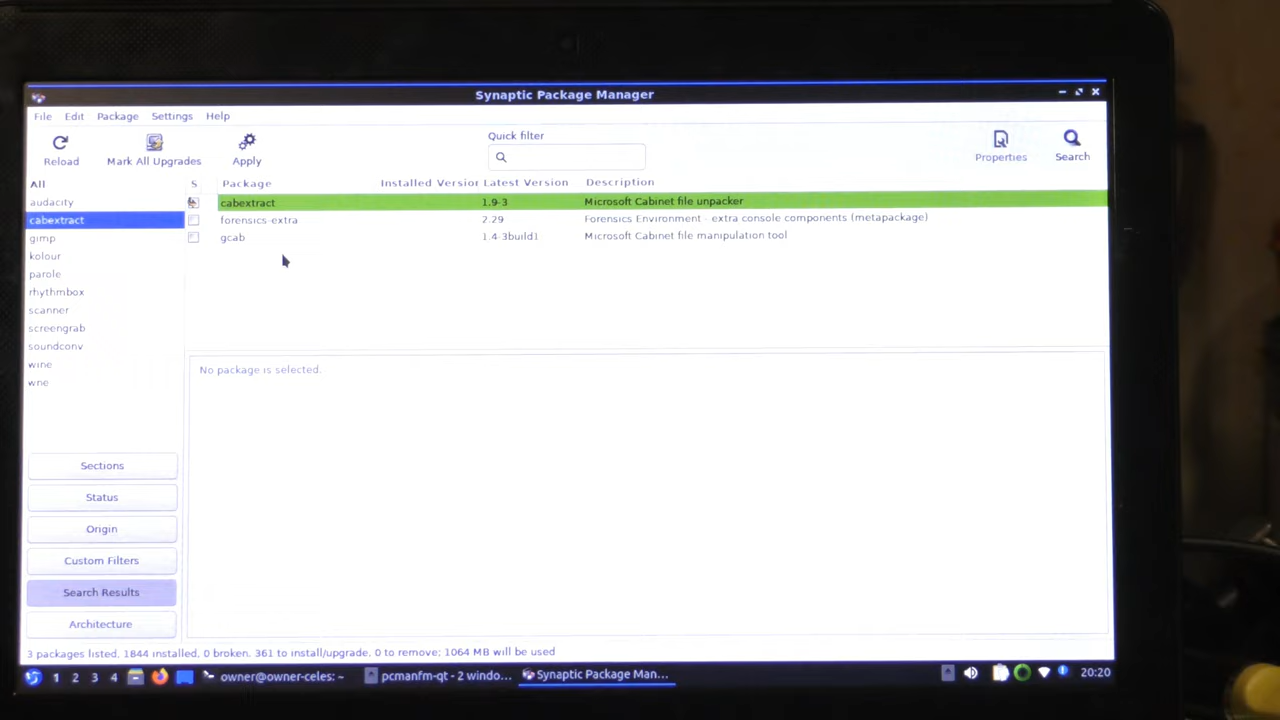 Synaptic Package Manager
File Edit Package Settings Help
Reload Mark All Upgrades Apply Quick filter Properties Search
All
audacity
cabextract
gimp
kolour
parole
rhythmbox
scanner
screengrab
soundconv
wine
wne
S Package Installed Version Latest Version Description
cabextract 1.9-3 Microsoft Cabinet file unpacker
forensics-extra 2.29 Forensics Environment - extra console components (metapackage)
gcab 1.4-3build1 Microsoft Cabinet file manipulation tool
No package is selected.
Sections
Status
Origin
Custom Filters
Search Results
Architecture
3 packages listed, 1844 installed, 0 broken. 361 to install/upgrade, 0 to remove; 1064 MB will be used
1 2 3 4 owner@owner-celes: ~ pcmanfm-qt - 2 windo... Synaptic Package Man... 20:20